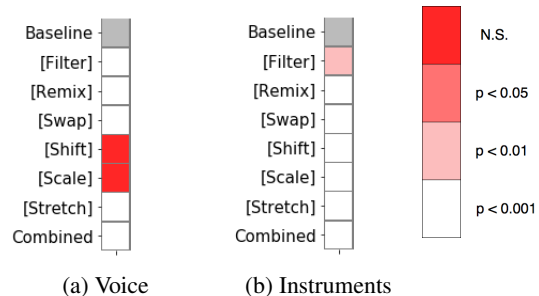 Baseline
[Filter]
[Remix]
[Swap]
[Shift]
[Scale]
[Stretch]
Combined
(a) Voice
Baseline
[Filter]
[Remix]
[Swap]
[Shift]
[Scale]
[Stretch]
Combined
(b) Instruments
N.S.
p < 0.05
p < 0.01
p < 0.001